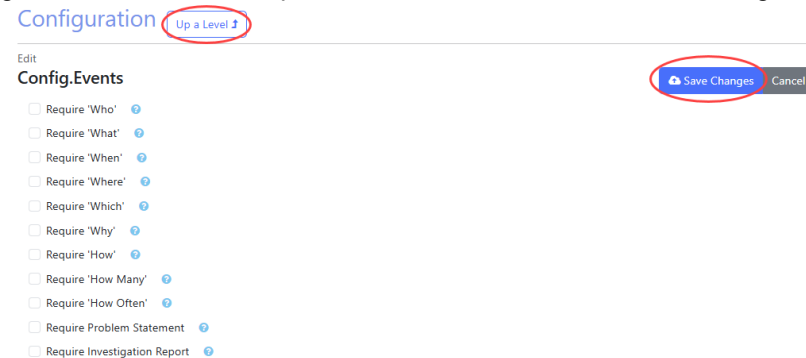 Configuration Up a Level
Edit
Config.Events
Save Changes Cancel
Require 'Who'
Require 'What'
Require 'When'
Require 'Where'
Require 'Which'
Require 'Why'
Require 'How'
Require 'How Many'
Require 'How Often'
Require Problem Statement
Require Investigation Report